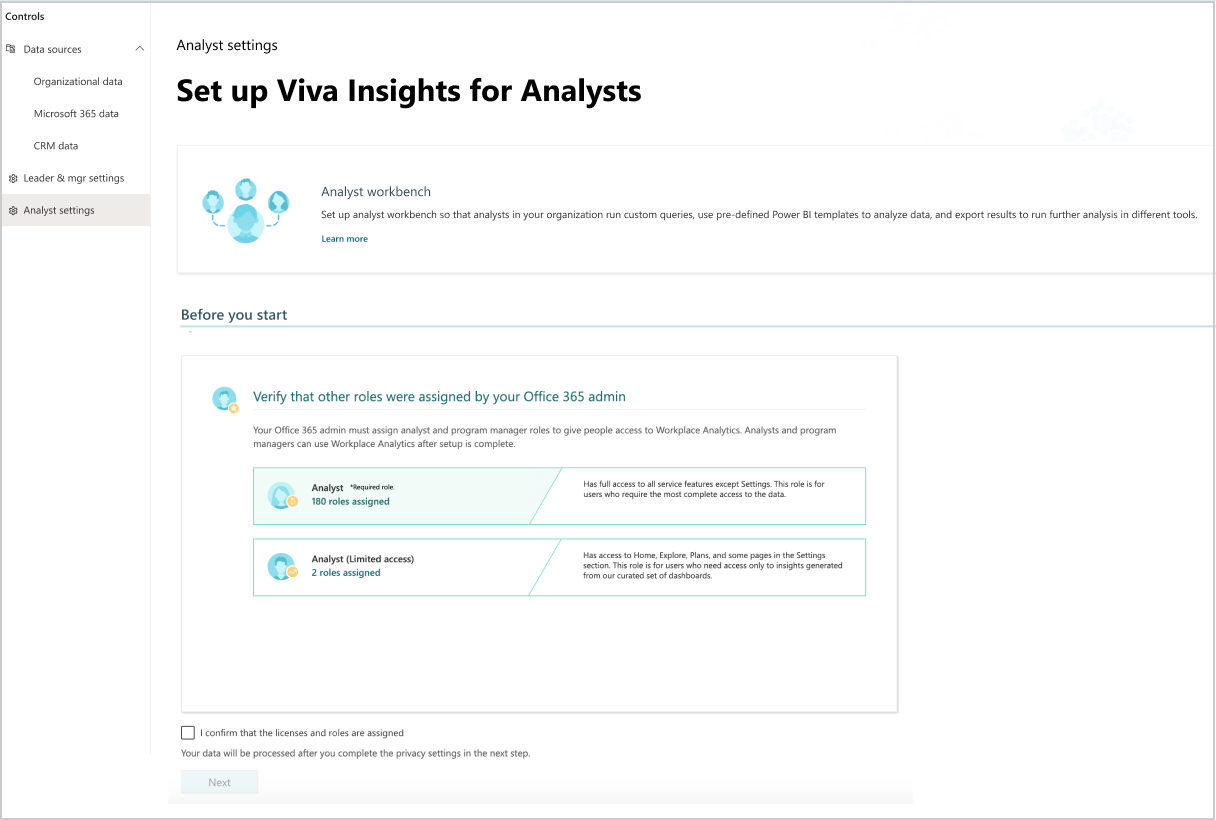 Controls
Data sources
Organizational data
Microsoft 365 data
CRM data
Leader & mgr settings
Analyst settings
Analyst settings
Set up Viva Insights for Analysts
Analyst workbench
Set up analyst workbench so that analysts in your organization run custom queries, use pre-defined Power BI templates to analyze data, and export results to run further analysis in different tools.
Learn more
Before you start
Verify that other roles were assigned by your Office 365 admin
Your Office 365 admin must assign analyst and program manager roles to give people access to Workplace Analytics. Analysts and program
managers can use Workplace Analytics after setup is complete.
Analyst *Required role.
180 roles assigned
Has full access to all service features except Settings. This role is for
users who require the most complete access to the data.
Analyst (Limited access)
2 roles assigned
Has access to Home, Explore, Plans, and some pages in the Settings
section. This role is for users who need access only to insights generated
from our curated set of dashboards.
I confirm that the licenses and roles are assigned
Your data will be processed after you complete the privacy settings in the next step.
Next